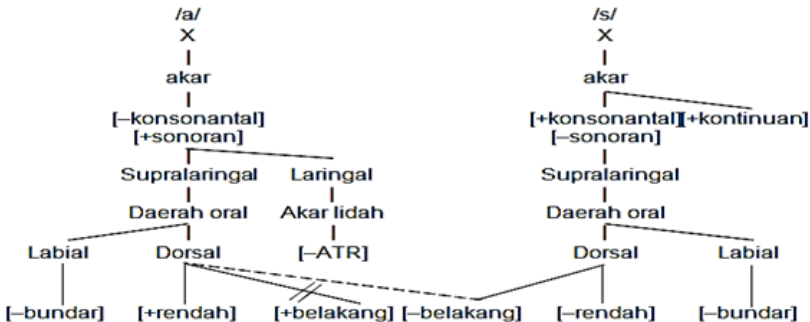 /a/ /s/
X X
akar akar
[–konsonantal] [+konsonantal] [+kontinuan]
[+sonoran] [–sonoran]
Supralaringal Laringal Supralaringal
Daerah oral Akar lidah Daerah oral
Labial Dorsal [–ATR] Dorsal Labial
[–bundar] [+rendah] [+belakang] [–belakang] [–rendah] [–bundar]